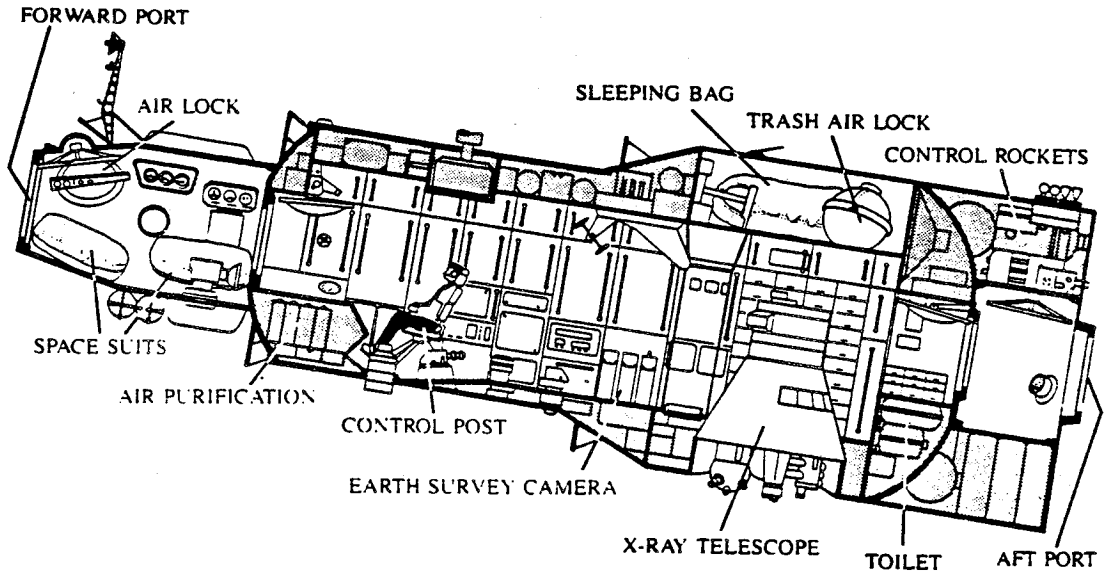 FORWARD PORT
AIR LOCK
SLEEPING BAG
TRASH AIR LOCK
CONTROL ROCKETS
SPACE SUITS
AIR PURIFICATION
CONTROL POST
EARTH SURVEY CAMERA
X-RAY TELESCOPE
TOILET
AFT PORT